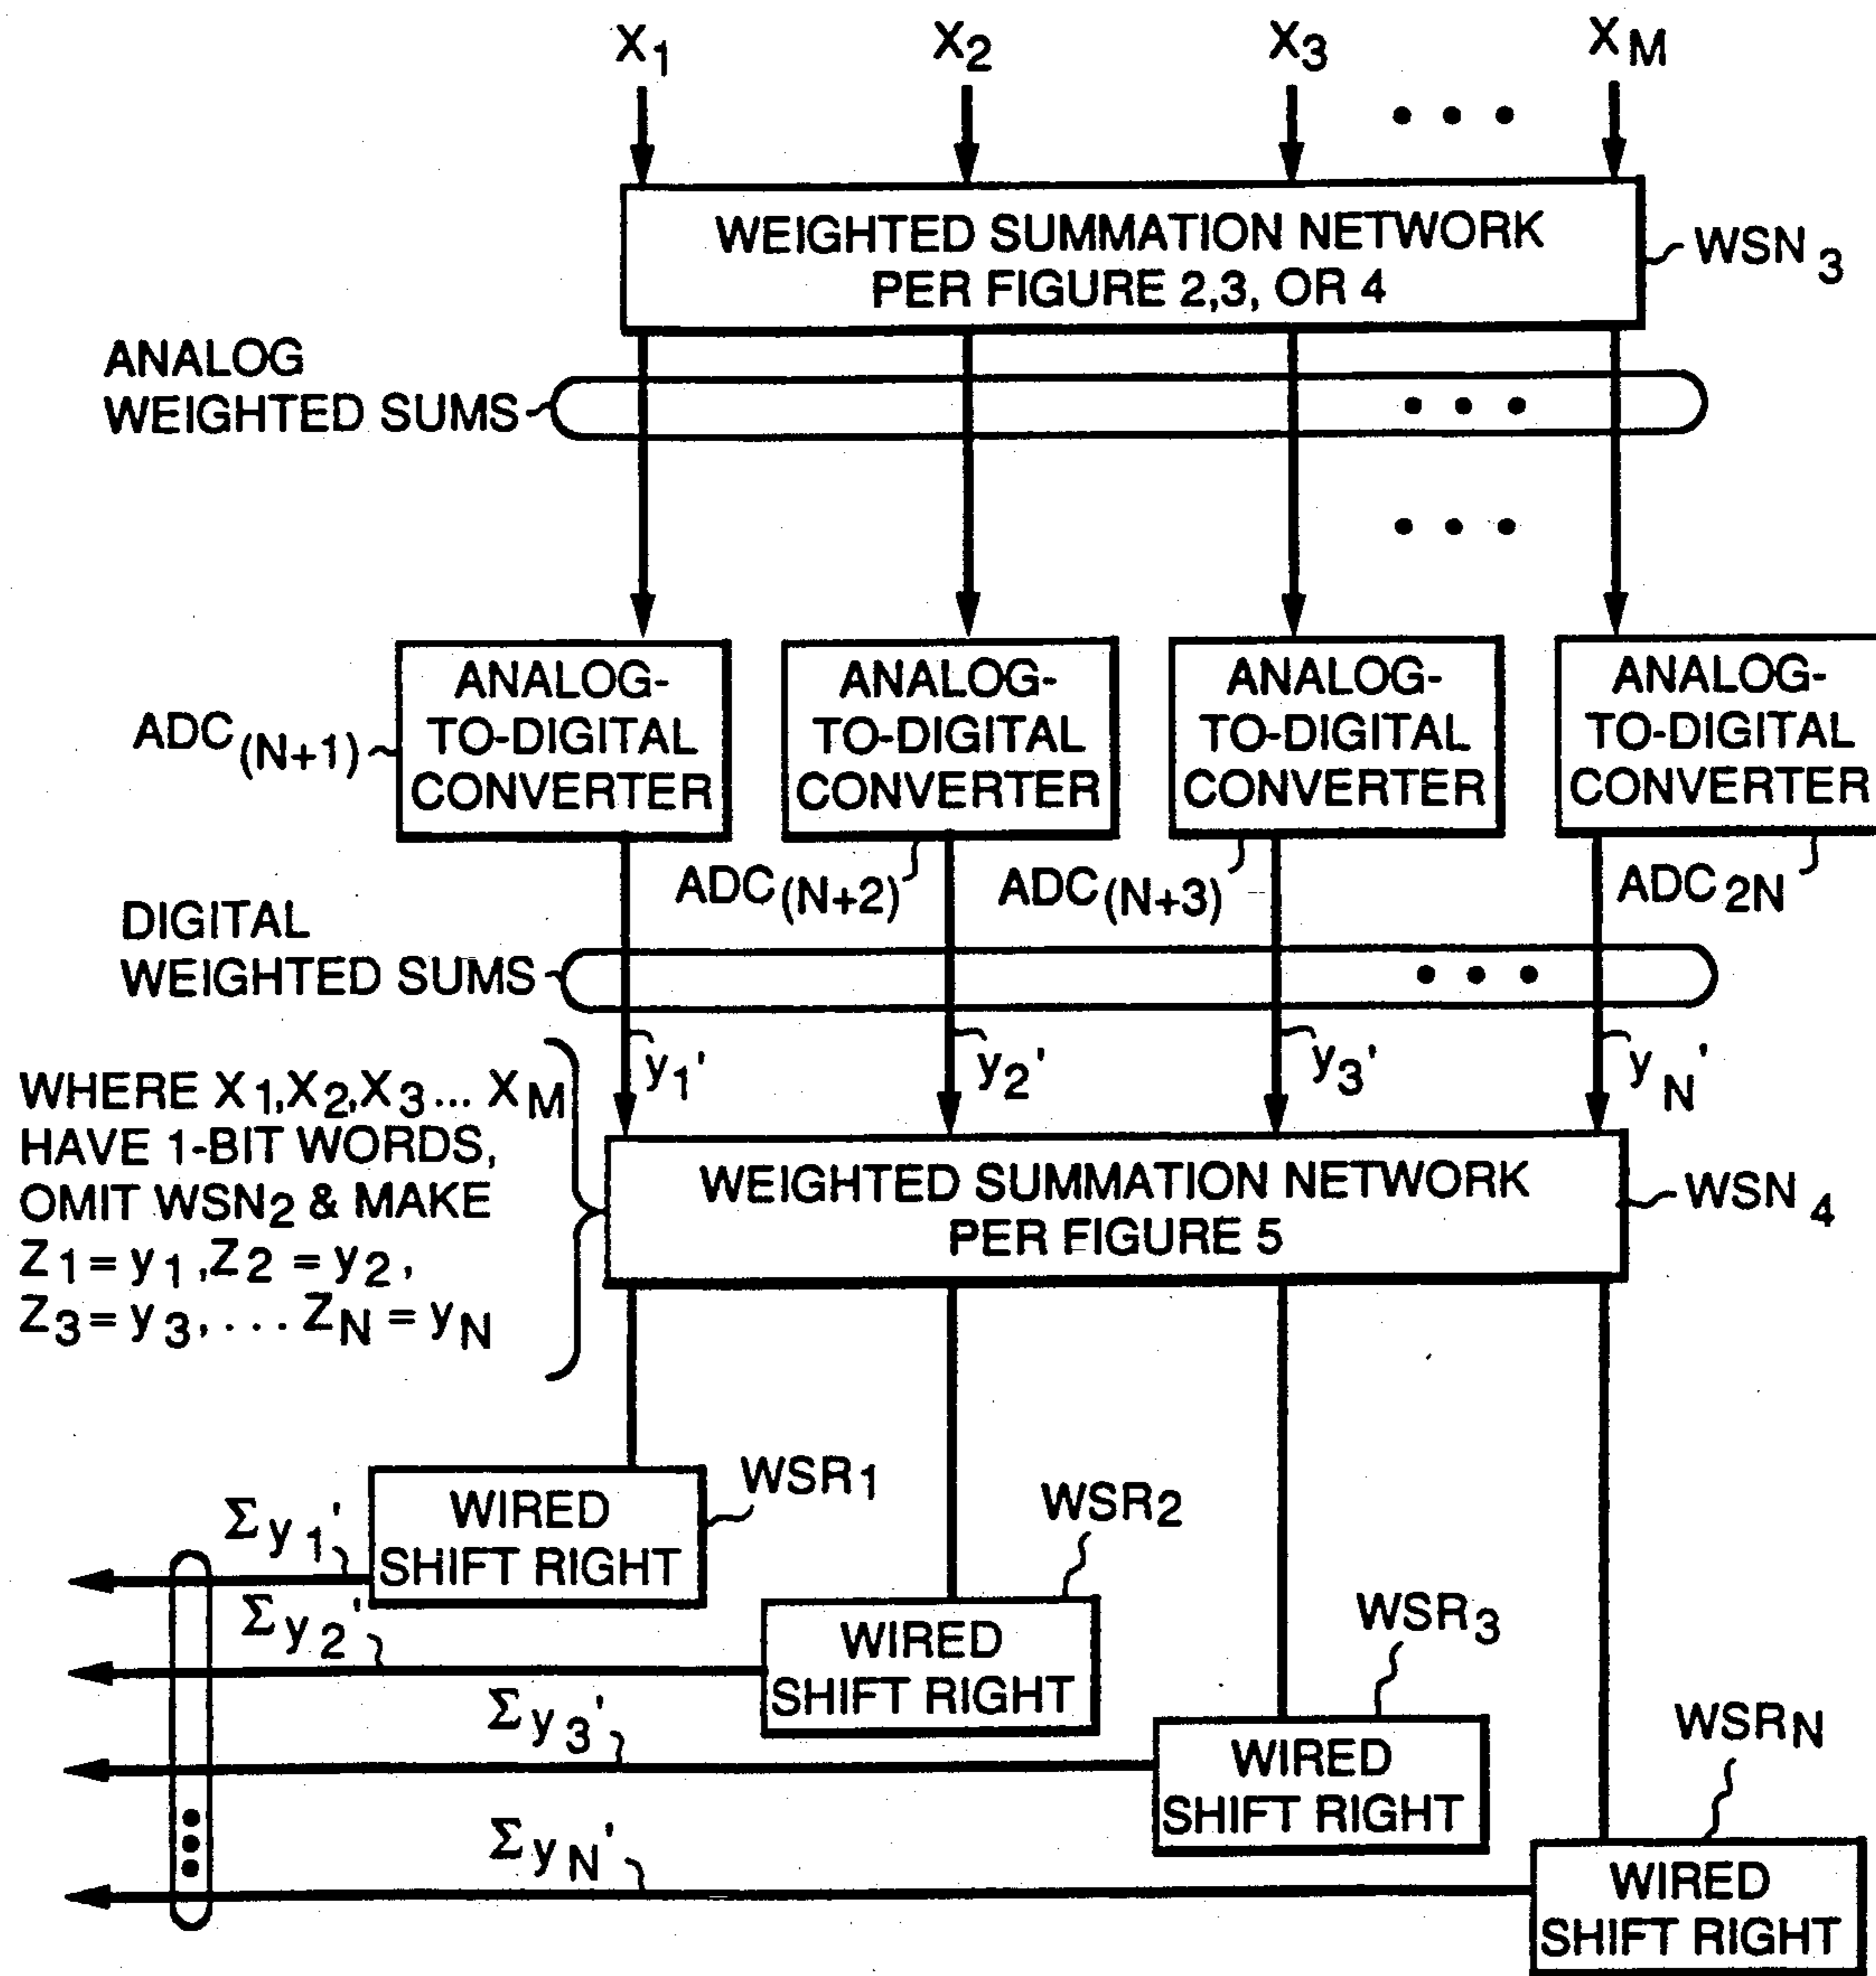 X1 X2 X3 • • • XM
WEIGHTED SUMMATION NETWORK
PER FIGURE 2,3, OR 4
WSN3
ANALOG
WEIGHTED SUMS
• • •
• • •
ANALOG-
TO-DIGITAL
CONVERTER
ANALOG-
TO-DIGITAL
CONVERTER
ANALOG-
TO-DIGITAL
CONVERTER
ANALOG-
TO-DIGITAL
CONVERTER
ADC(N+1)
ADC(N+2)
ADC(N+3)
ADC2N
DIGITAL
WEIGHTED SUMS
• • •
y1' y2' y3' yN'
WHERE X1,X2,X3... XM
HAVE 1-BIT WORDS,
OMIT WSN2 & MAKE
Z1=y1,Z2=y2,
Z3=y3,...ZN=yN
WEIGHTED SUMMATION NETWORK
PER FIGURE 5
WSN4
WIRED
SHIFT RIGHT
WSR1
Σy1'
WIRED
SHIFT RIGHT
WSR2
Σy2'
WIRED
SHIFT RIGHT
WSR3
Σy3'
WIRED
SHIFT RIGHT
WSRN
ΣyN'